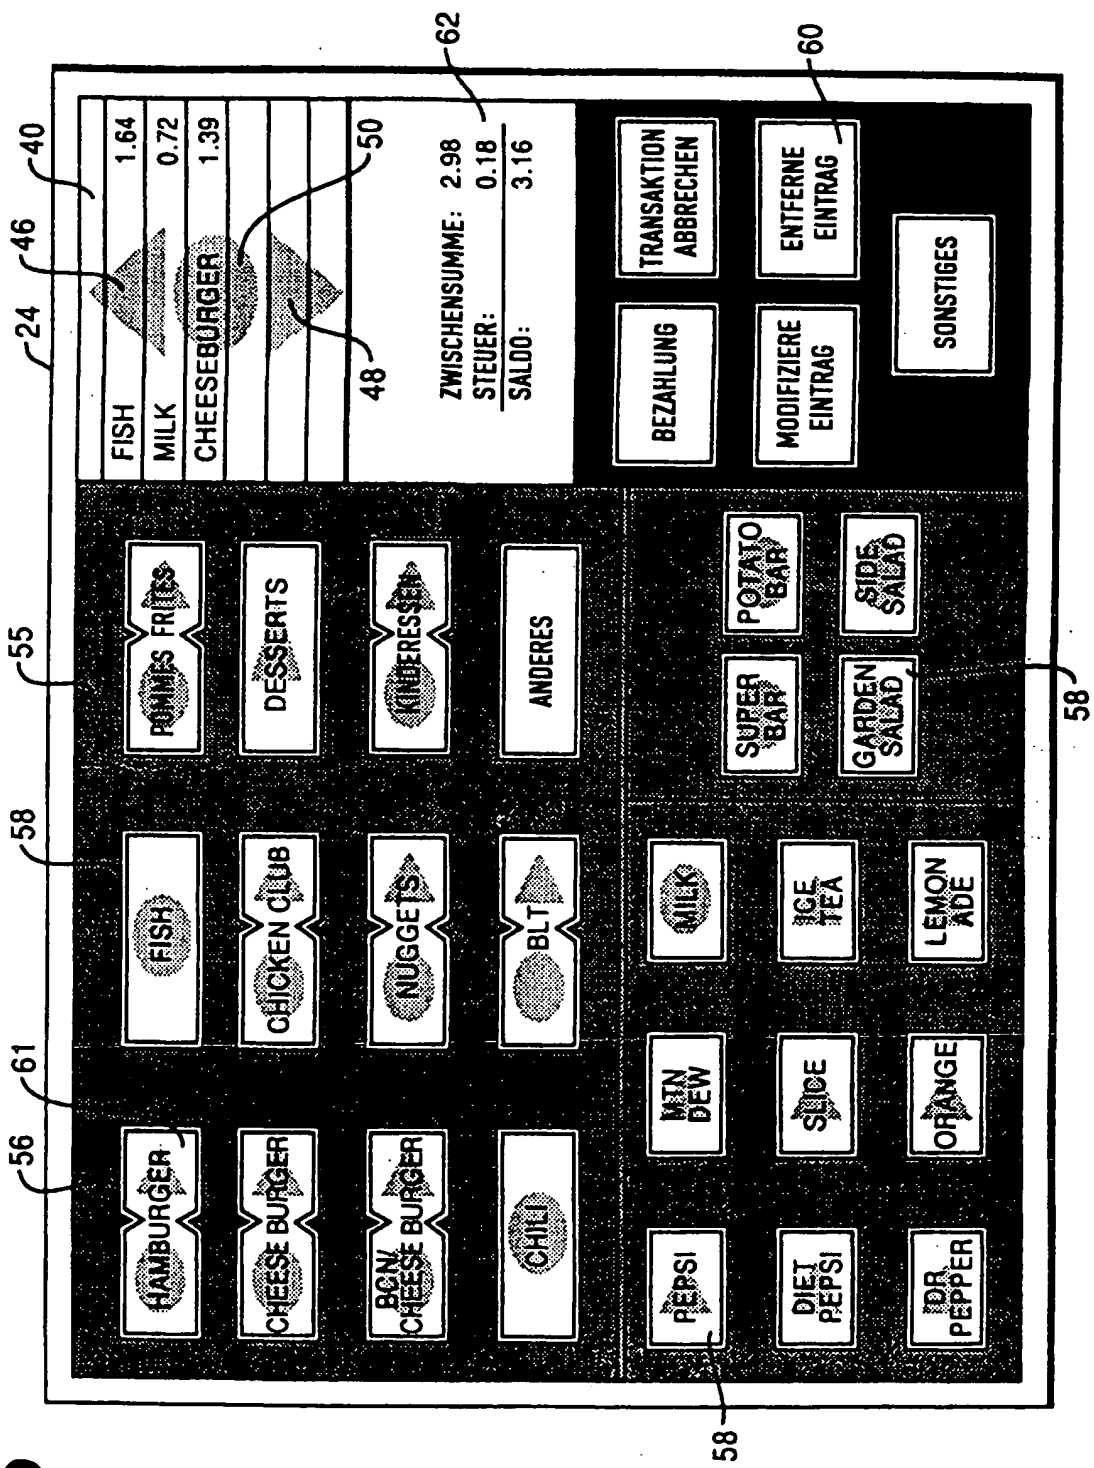 56
61
58
55
24
46
40
HAMBURGER
FISH
POMMES FRITES
CHEESE BURGER
CHICKEN CLUB
DESSERTS
BCN/
CHEESE BURGER
NUGGETS
KINDERESSEN
CHILI
BLT
ANDERES
FISH 1.64
MILK 0.72
CHEESEBURGER 1.39
48
50
62
ZWISCHENSUMME: 2.98
STEUER: 0.18
SALDO: 3.16
PEPSI
MTN
DEW
MILK
DIET
PEPSI
SLICE
ICE
TEA
DR
PEPPER
ORANGE
LEMON
ADE
SUPER
BAR
POTATO
BAR
GARDEN
SALAD
SIDE
SALAD
BEZAHLUNG
TRANSAKTION
ABBRECHEN
MODIFIZIERE
EINTRAG
ENTFERNE
EINTRAG
SONSTIGES
60
58
58